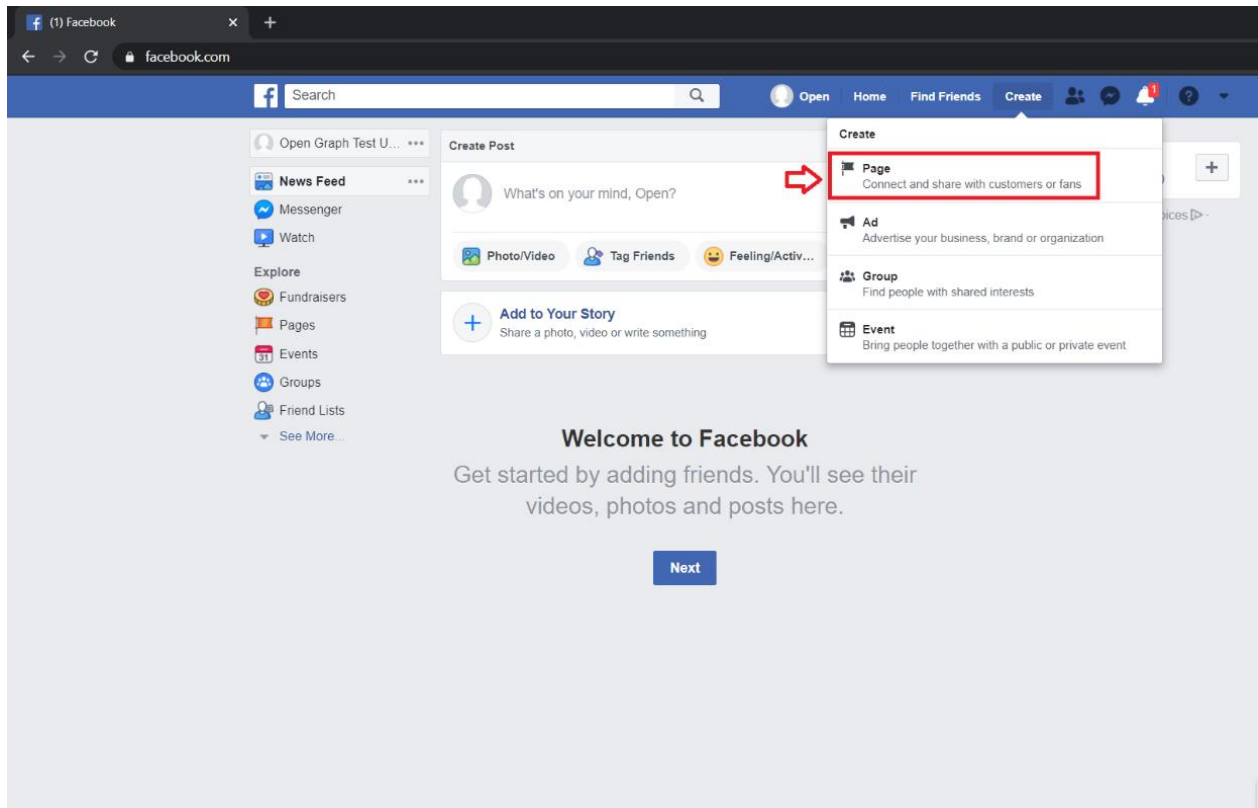 (1) Facebook
facebook.com
Search
Open Home Find Friends Create 1
Open Graph Test U...
News Feed
Messenger
Watch
Explore
Fundraisers
Pages
31 Events
Groups
Friend Lists
See More...
Create Post
What's on your mind, Open?
Photo/Video Tag Friends Feeling/Activ...
Add to Your Story
Share a photo, video or write something
Create
Page
Connect and share with customers or fans
Ad
Advertise your business, brand or organization
Group
Find people with shared interests
Event
Bring people together with a public or private event
Welcome to Facebook
Get started by adding friends. You'll see their
videos, photos and posts here.
Next